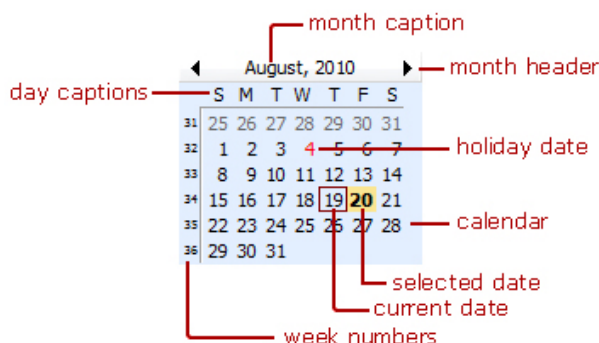 month caption
August, 2010
month header
day captions
S M T W T F S
31 25 26 27 28 29 30 31
32 1 2 3 4 5 6 7
holiday date
33 8 9 10 11 12 13 14
34 15 16 17 18 19 20 21
35 22 23 24 25 26 27 28
calendar
36 29 30 31
selected date
current date
week numbers